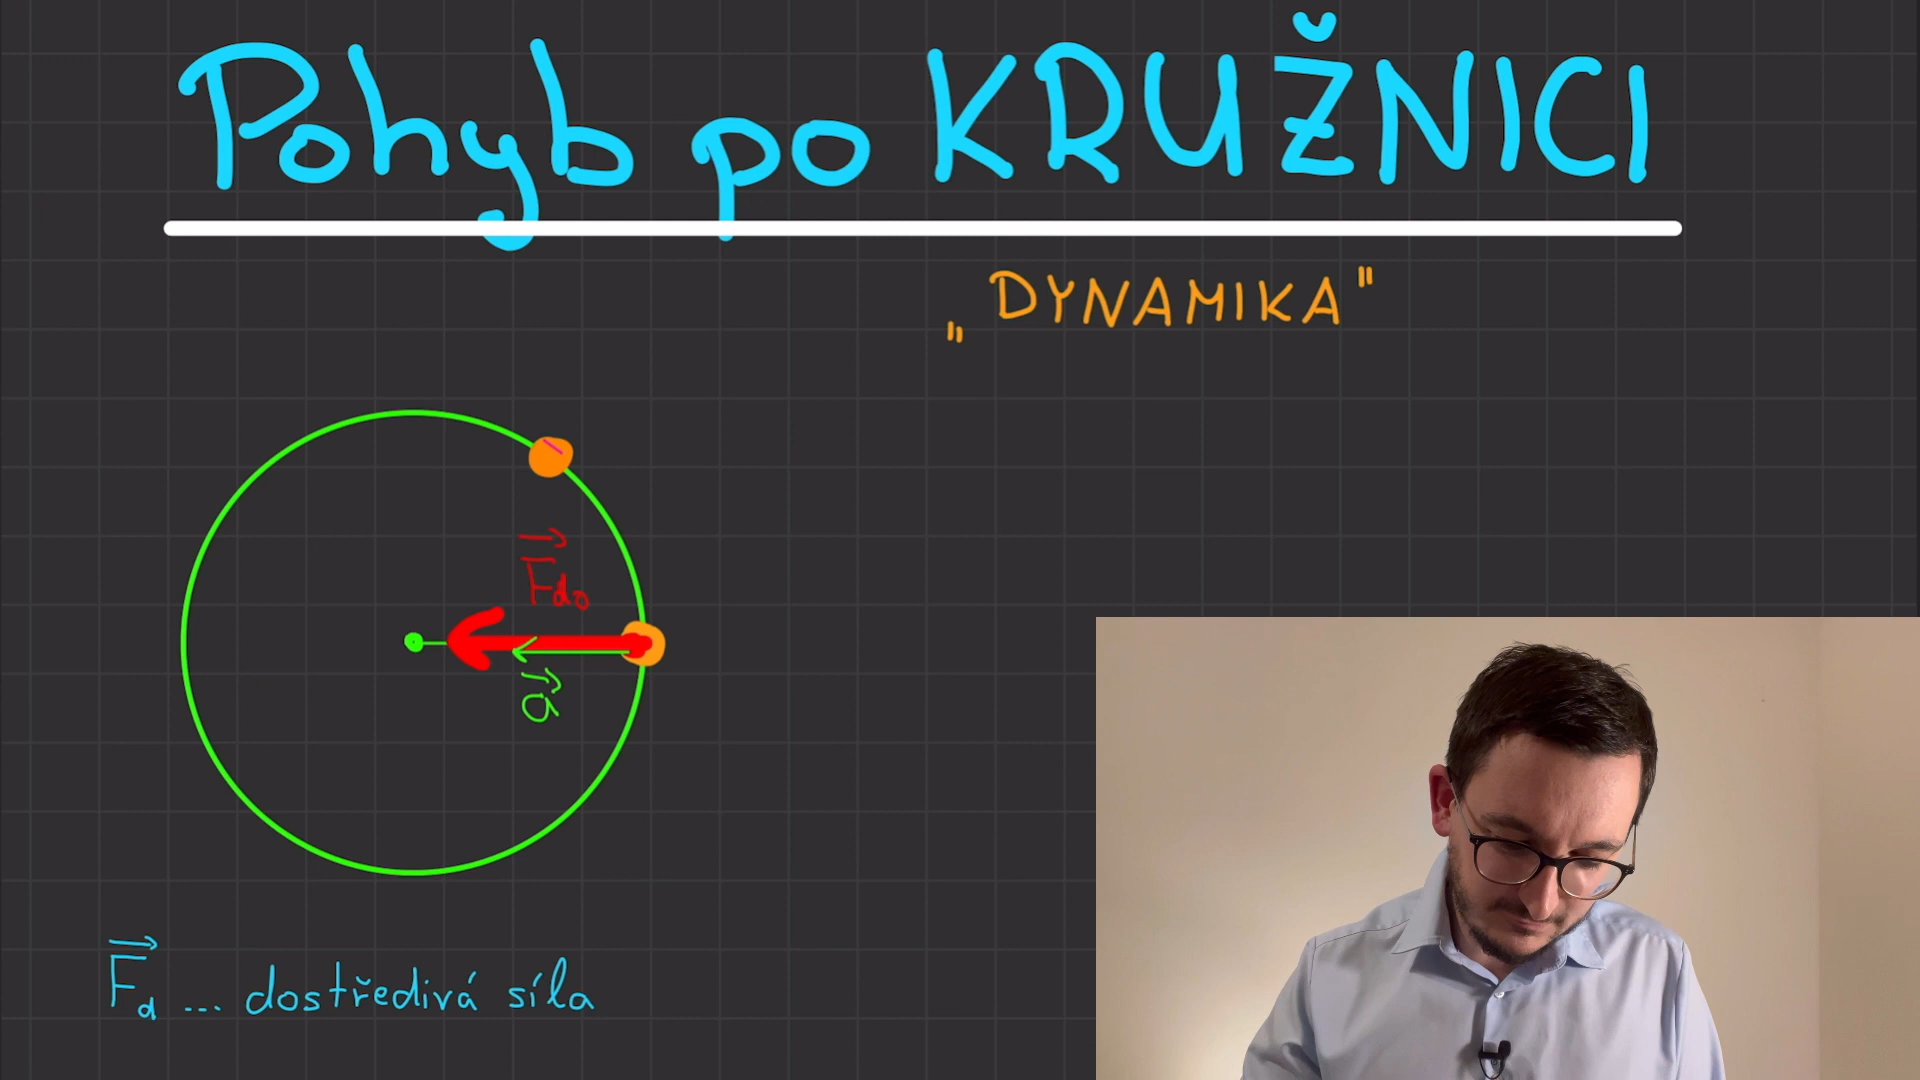 Pohyb po KRUŽNICI
„DYNAMIKA"
F do
a
F d ... dostředivá síla